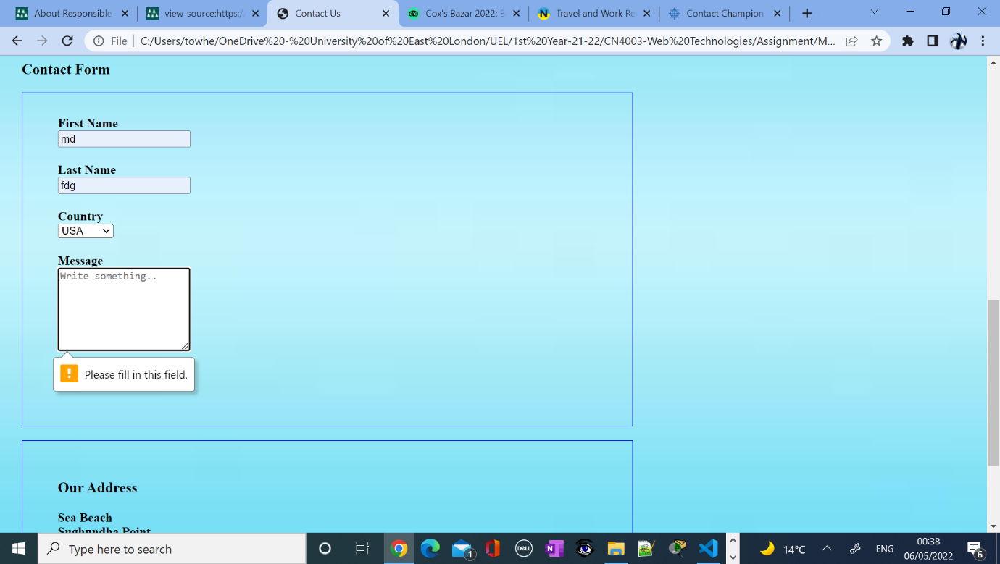 About Responsible
view-source:https:/
Contact Us
Cox's Bazar 2022: B
Travel and Work Re
Contact Champion
File
C:/Users/towhe/OneDrive%20-%20University%20of%20East%20London/UEL/1st%20Year-21-22/CN4003-Web%20Technologies/Assignment/M...
Contact Form
First Name
md
Last Name
fdg
Country
USA
Message
Write something..
! Please fill in this field.
Our Address
Sea Beach
Sughundha Point
Type here to search
1
DELL
N
14°C
ENG
00:38
06/05/2022
6